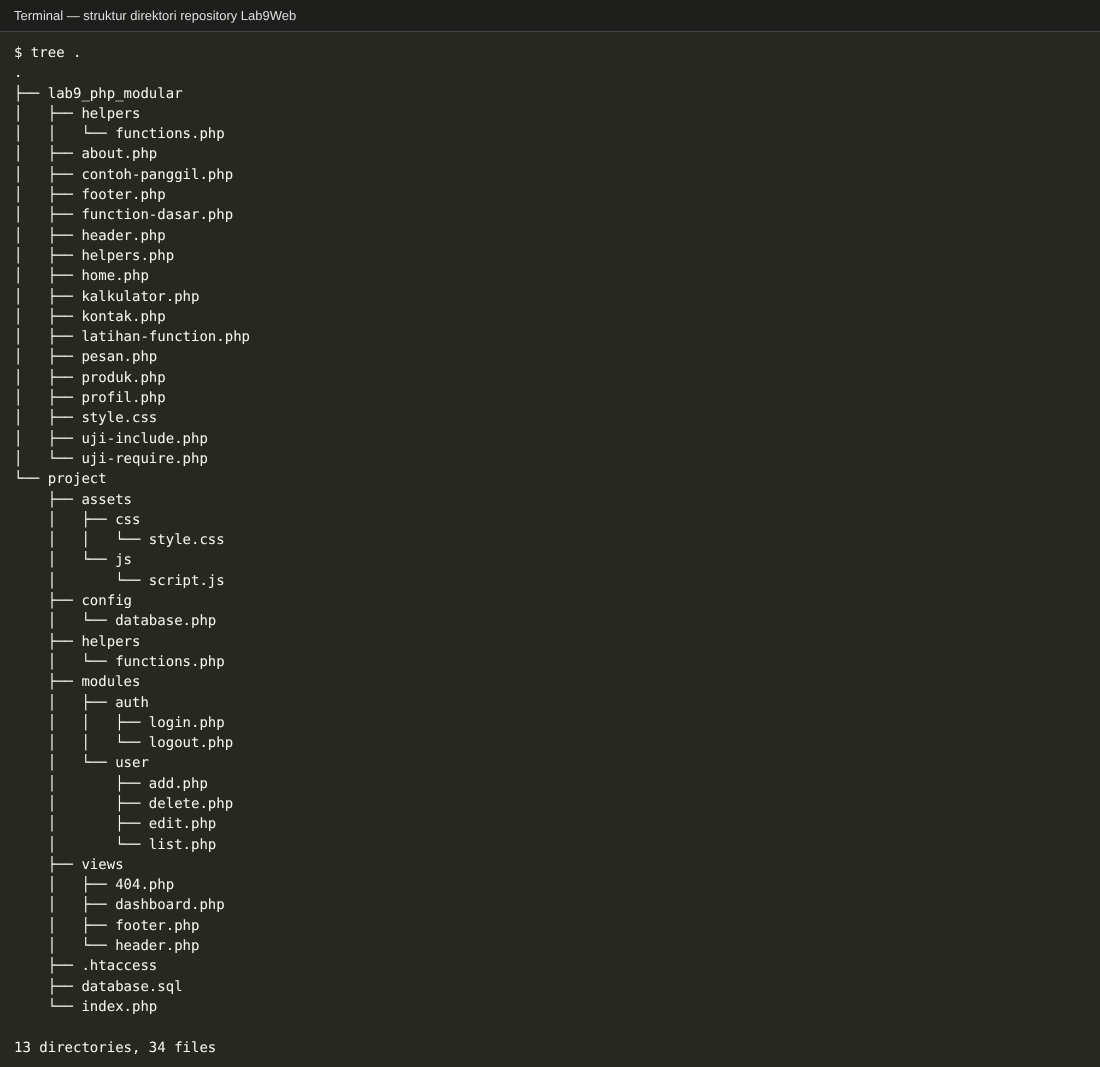 Terminal — struktur direktori repository Lab9Web
$ tree .
.
├── lab9_php_modular
│   ├── helpers
│   │   └── functions.php
│   ├── about.php
│   ├── contoh-panggil.php
│   ├── footer.php
│   ├── function-dasar.php
│   ├── header.php
│   ├── helpers.php
│   ├── home.php
│   ├── kalkulator.php
│   ├── kontak.php
│   ├── latihan-function.php
│   ├── pesan.php
│   ├── produk.php
│   ├── profil.php
│   ├── style.css
│   ├── uji-include.php
│   └── uji-require.php
└── project
    ├── assets
    │   ├── css
    │   │   └── style.css
    │   └── js
    │       └── script.js
    ├── config
    │   └── database.php
    ├── helpers
    │   └── functions.php
    ├── modules
    │   ├── auth
    │   │   ├── login.php
    │   │   └── logout.php
    │   └── user
    │       ├── add.php
    │       ├── delete.php
    │       ├── edit.php
    │       └── list.php
    ├── views
    │   ├── 404.php
    │   ├── dashboard.php
    │   ├── footer.php
    │   └── header.php
    ├── .htaccess
    ├── database.sql
    └── index.php
13 directories, 34 files